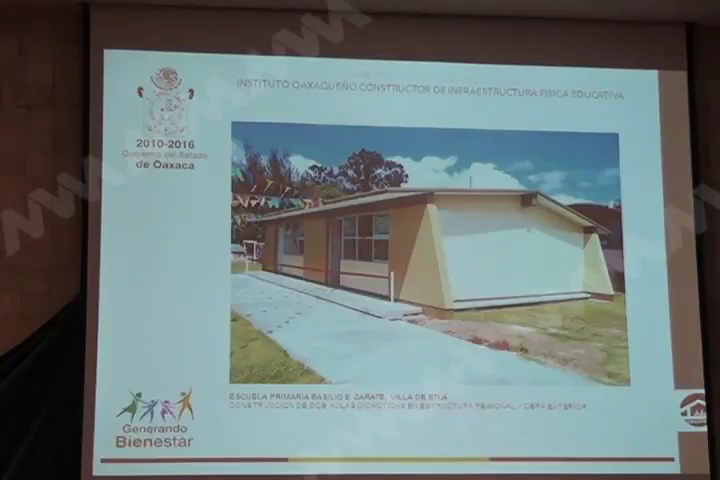 INSTITUTO OAXAQUEÑO CONSTRUCTOR DE INFRAESTRUCTURA FISICA EDUCATIVA
2010-2016
Gobierno del Estado
de Oaxaca
ESCUELA PRIMARIA BASILIO E. ZARATE, VILLA DE ETLA
CONSTRUCCION DE DOS AULAS DIDACTICAS EN ESTRUCTURA REGIONAL Y OBRA EXTERIOR
Generando
Bienestar